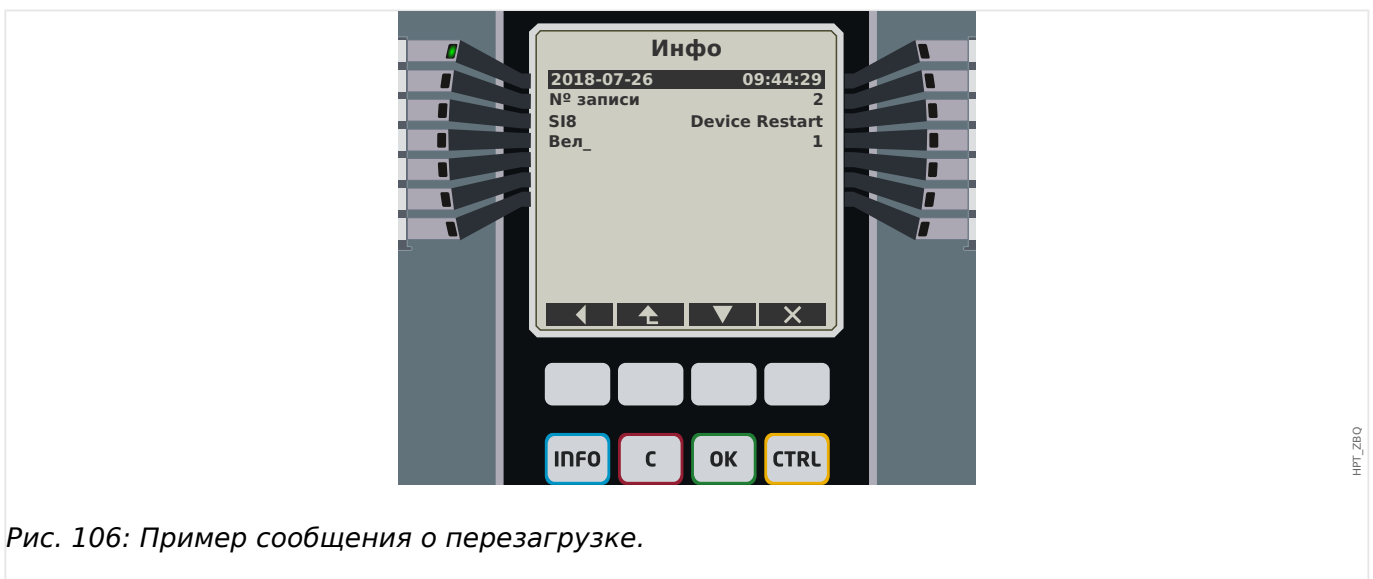 Инфо
2018-07-26 09:44:29
Nº записи 2
SI8 Device Restart
Вел_ 1
INFO C OK CTRL
HPT_ZBQ
Рис. 106: Пример сообщения о перезагрузке.